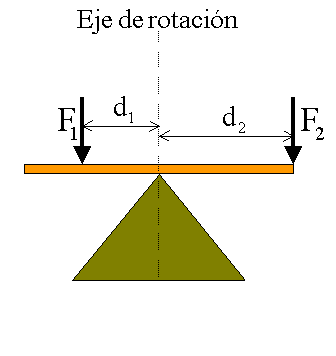 Eje de rotación
d1
F1
d2
F2